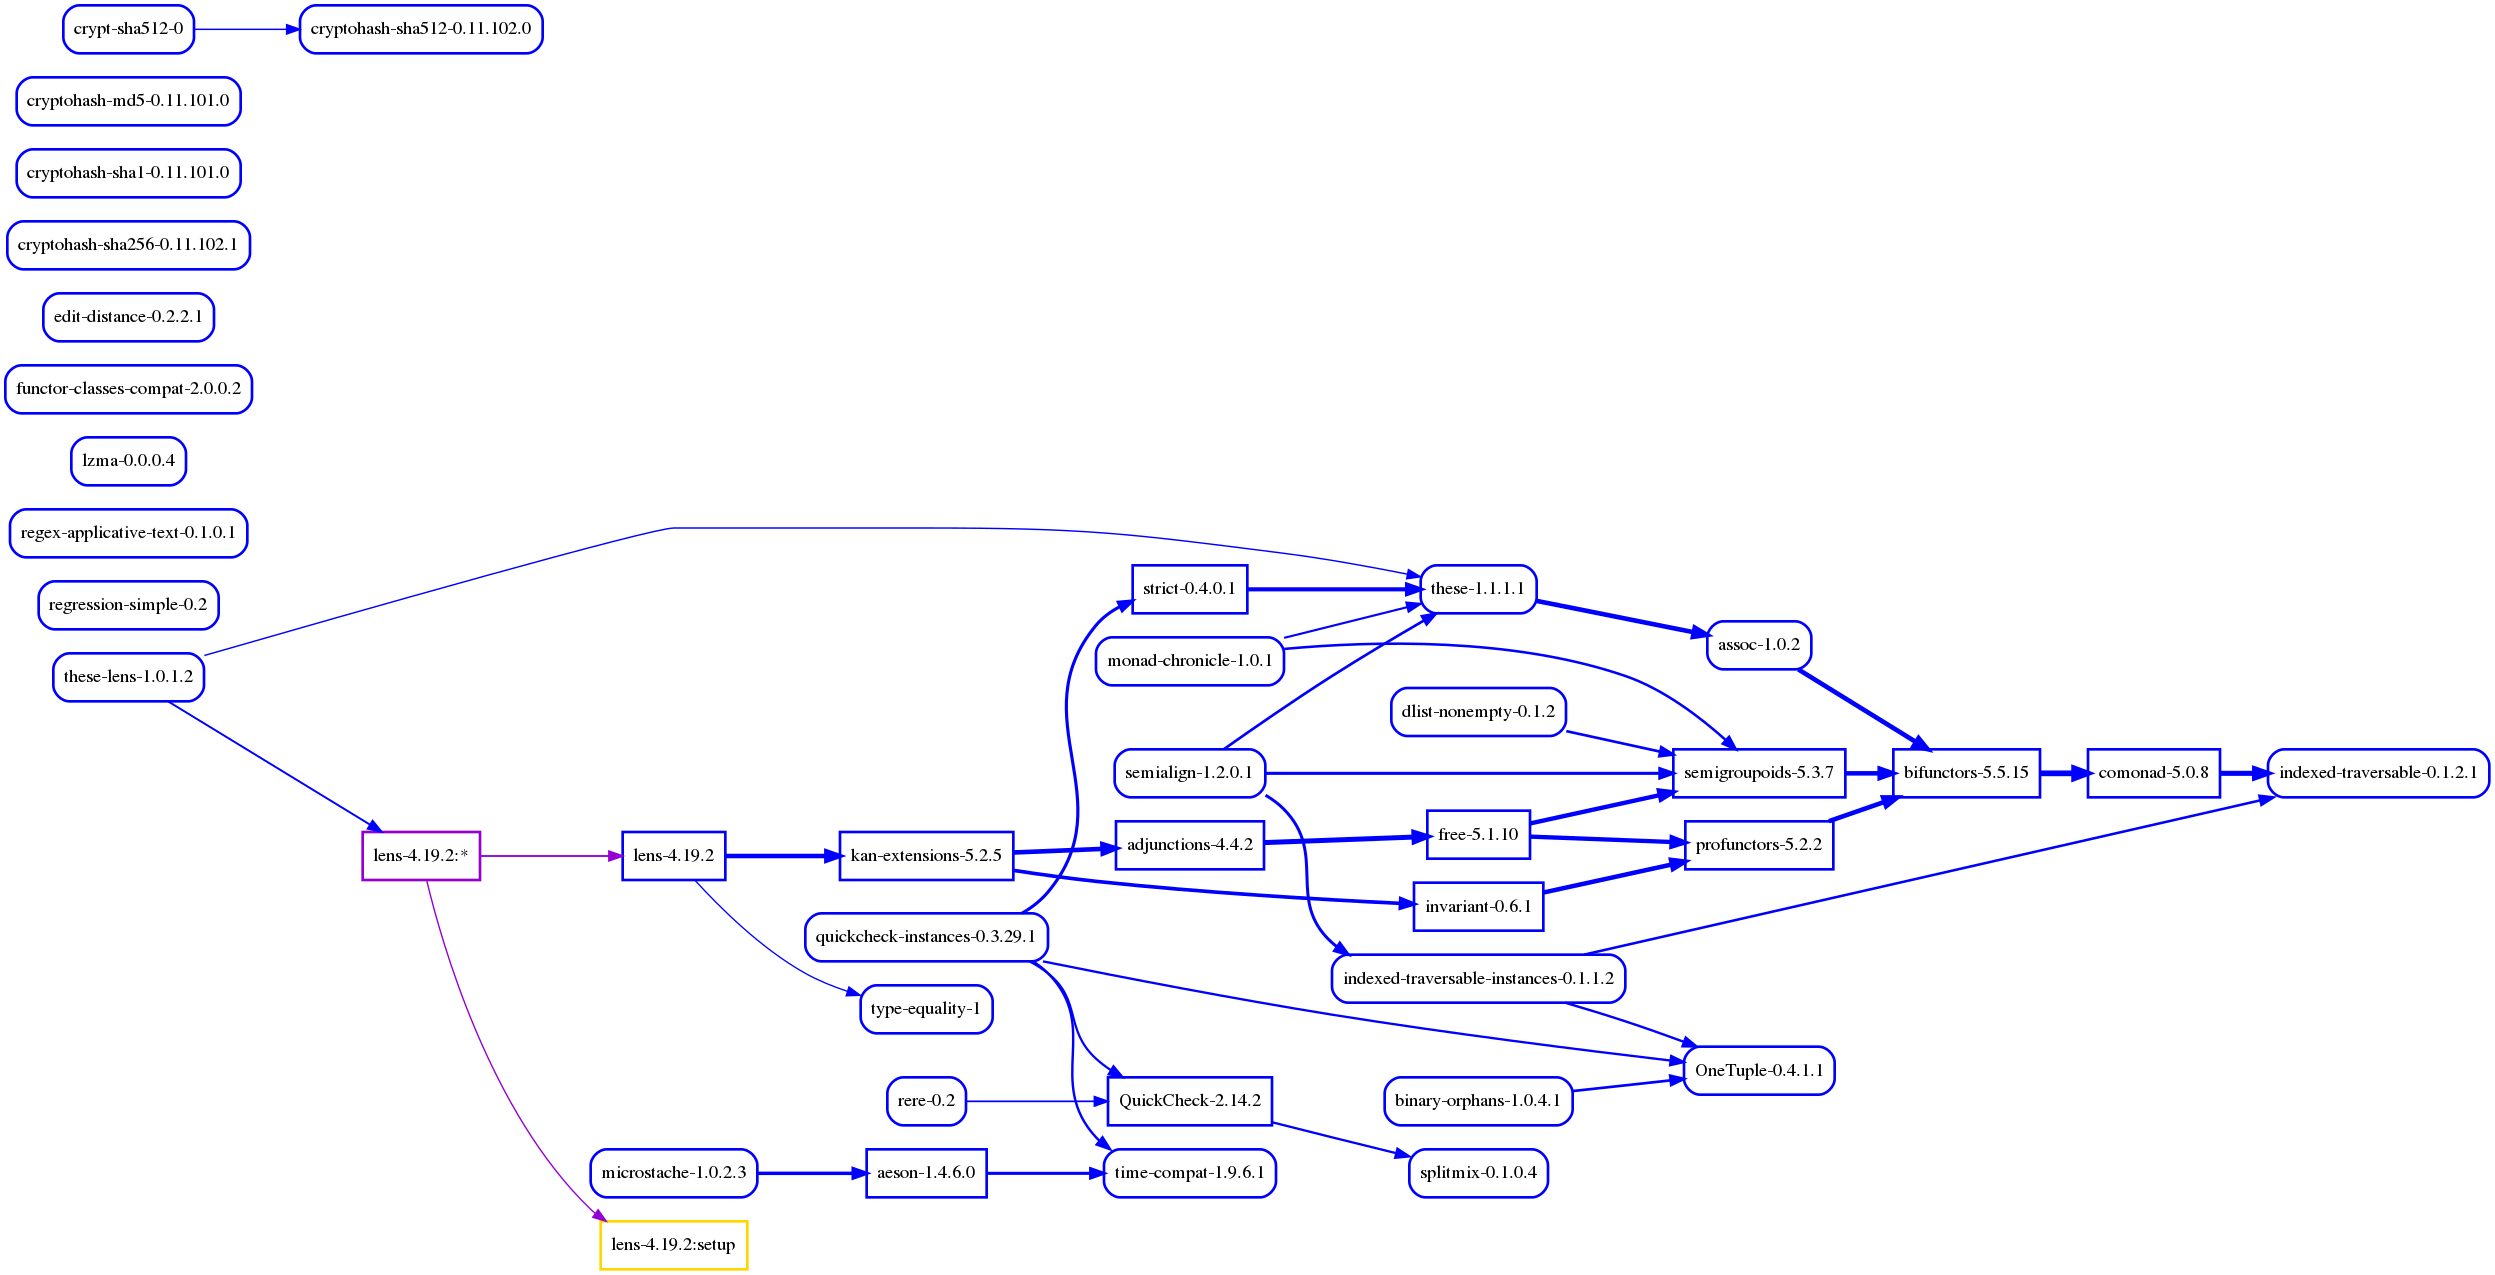 crypt-sha512-0
cryptohash-sha512-0.11.102.0
cryptohash-md5-0.11.101.0
cryptohash-sha1-0.11.101.0
cryptohash-sha256-0.11.102.1
edit-distance-0.2.2.1
functor-classes-compat-2.0.0.2
lzma-0.0.0.4
regex-applicative-text-0.1.0.1
regression-simple-0.2
these-lens-1.0.1.2
strict-0.4.0.1
these-1.1.1.1
monad-chronicle-1.0.1
assoc-1.0.2
dlist-nonempty-0.1.2
semialign-1.2.0.1
semigroupoids-5.3.7
bifunctors-5.5.15
comonad-5.0.8
indexed-traversable-0.1.2.1
lens-4.19.2:*
lens-4.19.2
kan-extensions-5.2.5
adjunctions-4.4.2
free-5.1.10
profunctors-5.2.2
invariant-0.6.1
quickcheck-instances-0.3.29.1
indexed-traversable-instances-0.1.1.2
type-equality-1
OneTuple-0.4.1.1
rere-0.2
QuickCheck-2.14.2
binary-orphans-1.0.4.1
microstache-1.0.2.3
aeson-1.4.6.0
time-compat-1.9.6.1
splitmix-0.1.0.4
lens-4.19.2:setup